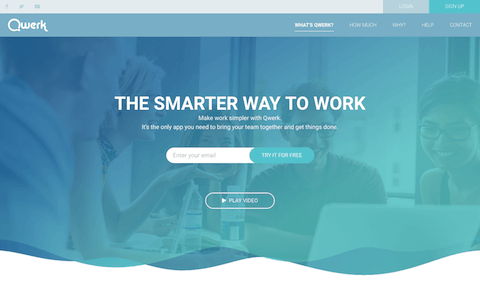 LOGIN
SIGN UP
Qwerk
WHAT'S QWERK?
HOW MUCH
WHY?
HELP
CONTACT
THE SMARTER WAY TO WORK
Make work simpler with Qwerk.
It's the only app you need to bring your team together and get things done.
Enter your email
TRY IT FOR FREE
PLAY VIDEO